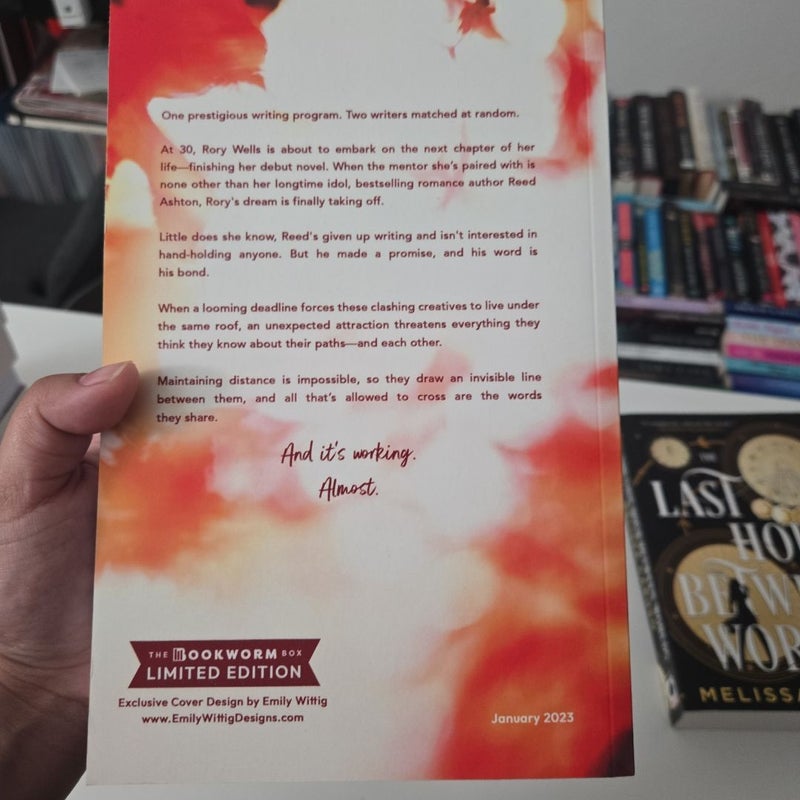 One prestigious writing program. Two writers matched at random.
At 30, Rory Wells is about to embark on the next chapter of her
life—finishing her debut novel. When the mentor she's paired with is
none other than her longtime idol, bestselling romance author Reed
Ashton, Rory's dream is finally taking off.
Little does she know, Reed's given up writing and isn't interested in
hand-holding anyone. But he made a promise, and his word is
his bond.
When a looming deadline forces these clashing creatives to live under
the same roof, an unexpected attraction threatens everything they
think they know about their paths—and each other.
Maintaining distance is impossible, so they draw an invisible line
between them, and all that's allowed to cross are the words
they share.
And it's working.
Almost.
THE BOOKWORM BOX
LIMITED EDITION
Exclusive Cover Design by Emily Wittig
www.EmilyWittigDesigns.com
January 2023
THE
LAST
HOU
BETWE
WOR
MELISSA